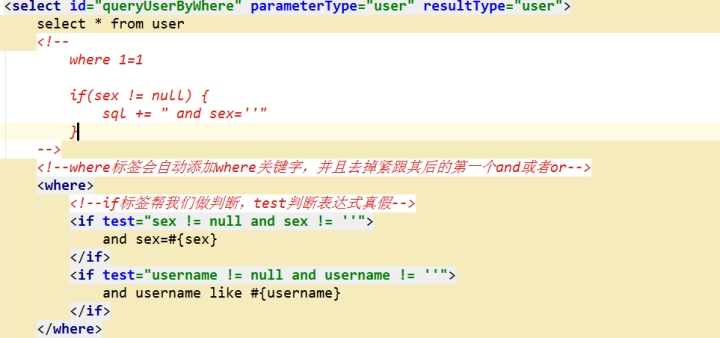 <select id="queryUserByWhere" parameterType="user" resultType="user">
select * from user
<!--
where 1=1
if(sex != null) {
sql += " and sex=''"
}
-->
<!--where标签会自动添加where关键字，并且去掉紧跟其后的第一个and或者or-->
<where>
<!--if标签帮我们做判断，test判断表达式真假-->
<if test="sex != null and sex != ''">
and sex=#{sex}
</if>
<if test="username != null and username != ''">
and username like #{username}
</if>
</where>